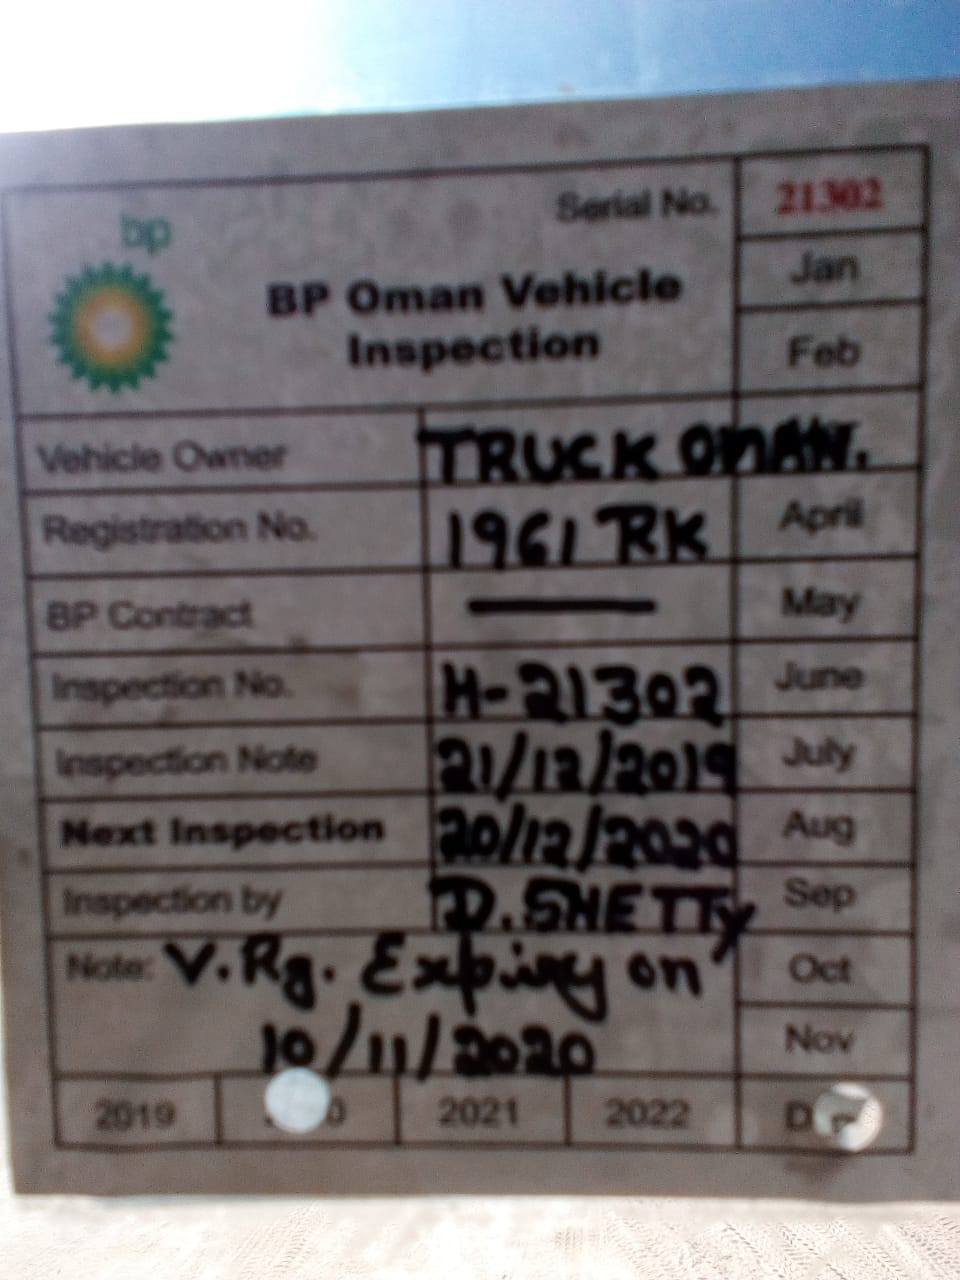 Serial No. 21302
bp
BP Oman Vehicle
Inspection
Jan
Feb
Vehicle Owner TRUCK OMAN.
Registration No. 1961 RK April
BP Contract — May
Inspection No. H-21302 June
Inspection Note 21/12/2019 July
Next Inspection 20/12/2020 Aug
Inspection by D.SHETTY Sep
Note: V.Rg. Expiry on Oct
10/11/2020 Nov
2019 2021 2022